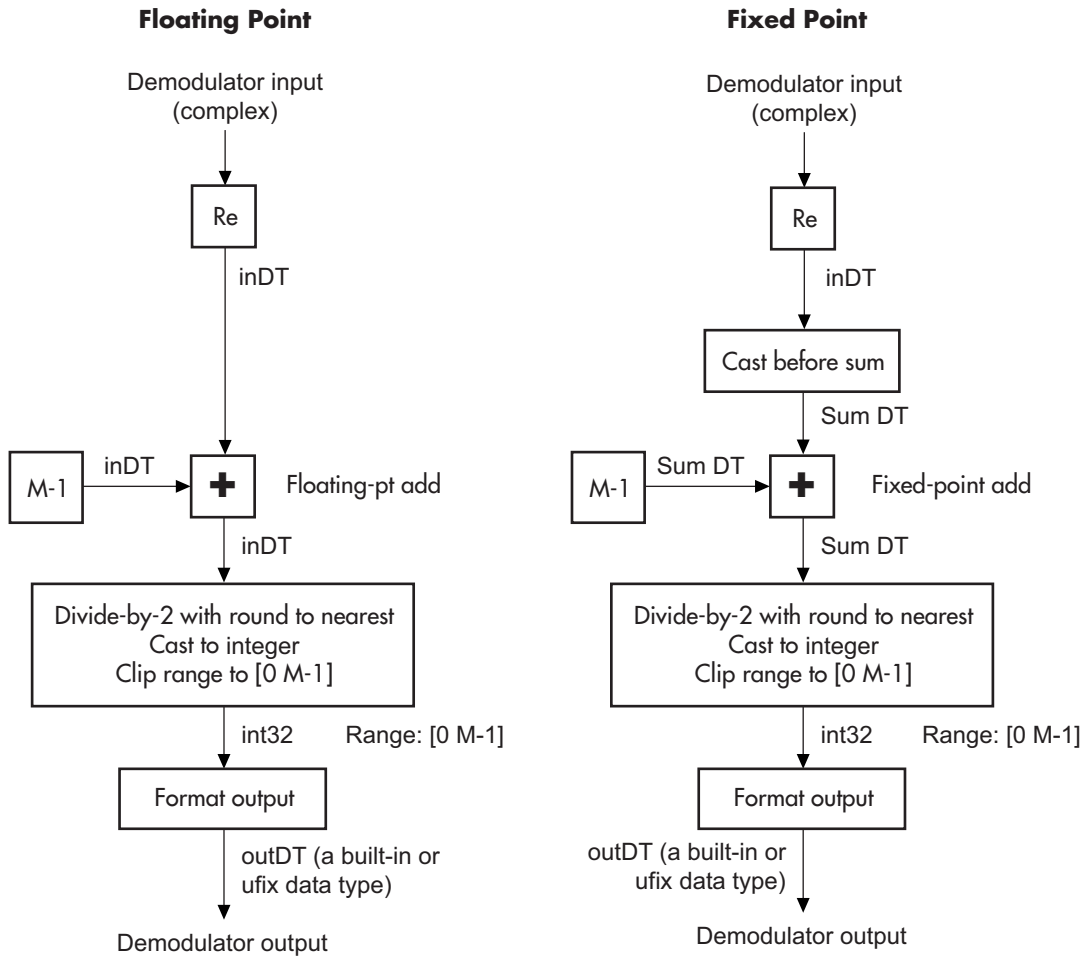 Floating Point
Demodulator input
(complex)
Re
inDT
M-1
inDT
+
Floating-pt add
inDT
Divide-by-2 with round to nearest
Cast to integer
Clip range to [0 M-1]
int32
Range: [0 M-1]
Format output
outDT (a built-in or
ufix data type)
Demodulator output
Fixed Point
Demodulator input
(complex)
Re
inDT
Cast before sum
Sum DT
M-1
Sum DT
+
Fixed-point add
Sum DT
Divide-by-2 with round to nearest
Cast to integer
Clip range to [0 M-1]
int32
Range: [0 M-1]
Format output
outDT (a built-in or
ufix data type)
Demodulator output